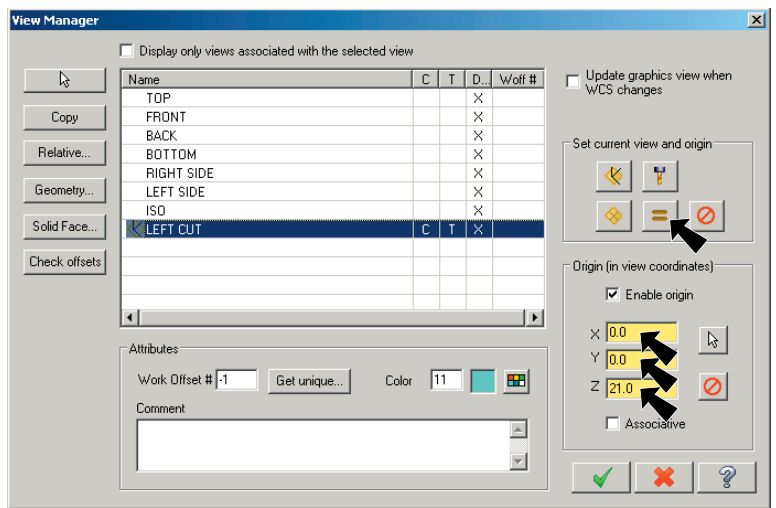 View Manager
Display only views associated with the selected view
Name C T D... Woff #
TOP X
FRONT X
BACK X
BOTTOM X
RIGHT SIDE X
LEFT SIDE X
ISO X
LEFT CUT C T X
Copy
Relative...
Geometry...
Solid Face...
Check offsets
Attributes
Work Offset # -1 Get unique... Color 11
Comment
Update graphics view when
WCS changes
Set current view and origin
Origin (in view coordinates)
Enable origin
X 0.0
Y 0.0
Z 21.0
Associative